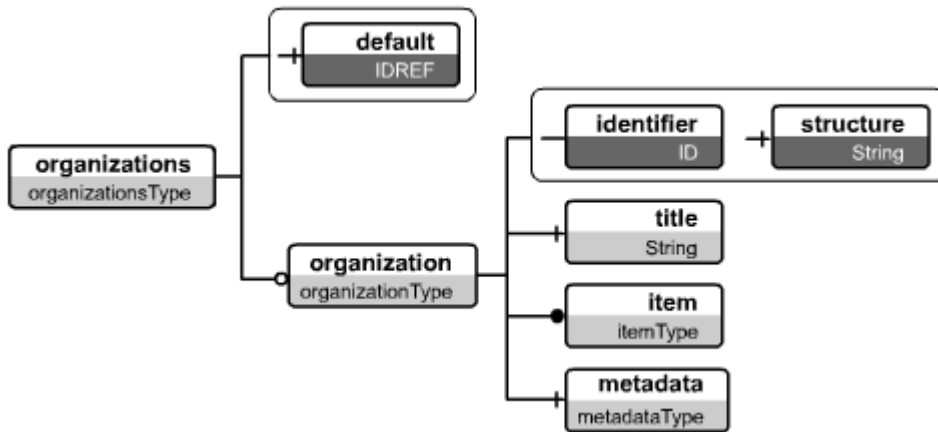 default
IDREF
identifier
ID
structure
String
organizations
organizationsType
title
String
organization
organizationType
item
itemType
metadata
metadataType